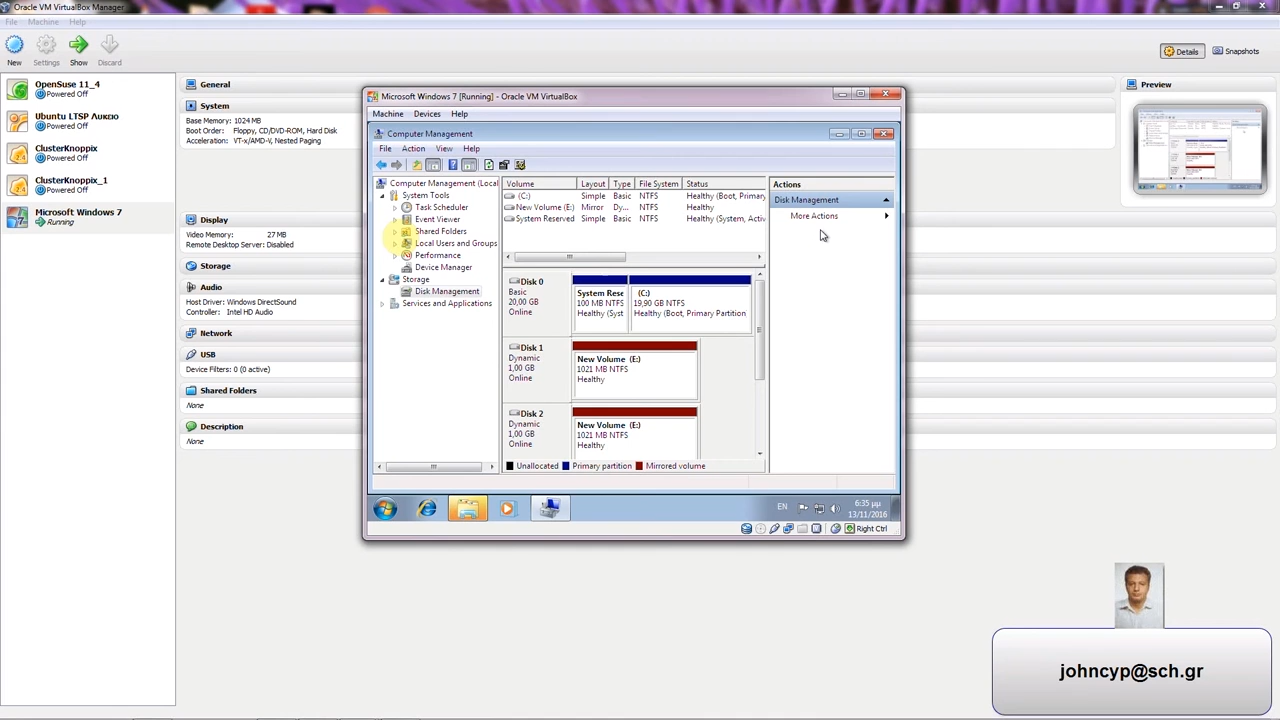 Oracle VM VirtualBox Manager
File Machine Help
New Settings Show Discard
Details Snapshots
OpenSuse 11_4
Powered Off
Ubuntu LTSP Λυκειο
Powered Off
ClusterKnoppix
Powered Off
ClusterKnoppix_1
Powered Off
Microsoft Windows 7
Running
General
System
Base Memory: 1024 MB
Boot Order: Floppy, CD/DVD-ROM, Hard Disk
Acceleration: VT-x/AMD-V, Nested Paging
Display
Video Memory: 27 MB
Remote Desktop Server: Disabled
Storage
Audio
Host Driver: Windows DirectSound
Controller: Intel HD Audio
Network
USB
Device Filters: 0 (0 active)
Shared Folders
None
Description
None
Preview
Microsoft Windows 7 [Running] - Oracle VM VirtualBox
Machine Devices Help
Computer Management
File Action View Help
Computer Management (Local
System Tools
Task Scheduler
Event Viewer
Shared Folders
Local Users and Groups
Performance
Device Manager
Storage
Disk Management
Services and Applications
Volume Layout Type File System Status
(C:) Simple Basic NTFS Healthy (Boot, Primary
New Volume (E:) Mirror Dy... NTFS Healthy
System Reserved Simple Basic NTFS Healthy (System, Activ
Disk 0
Basic
20,00 GB
Online
System Rese
100 MB NTFS
Healthy (Syst
(C:)
19,90 GB NTFS
Healthy (Boot, Primary Partition
Disk 1
Dynamic
1,00 GB
Online
New Volume (E:)
1021 MB NTFS
Healthy
Disk 2
Dynamic
1,00 GB
Online
New Volume (E:)
1021 MB NTFS
Healthy
Unallocated Primary partition Mirrored volume
Actions
Disk Management
More Actions
EN
6:35 μμ
13/11/2016
Right Ctrl
johncyp@sch.gr